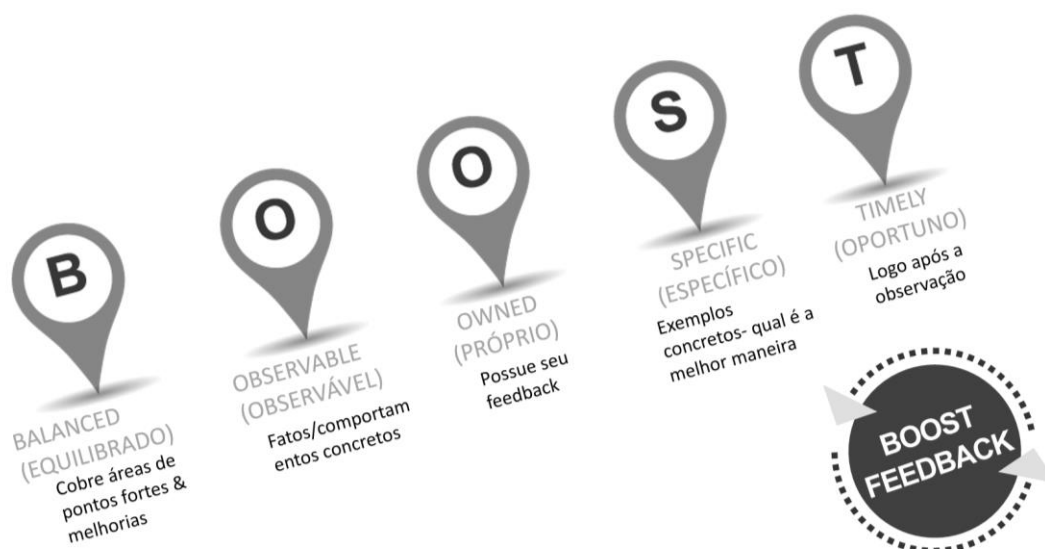 B
BALANCED
(EQUILIBRADO)
Cobre áreas de
pontos fortes &
melhorias
O
OBSERVABLE
(OBSERVÁVEL)
Fatos/comportam
entos concretos
O
OWNED
(PRÓPRIO)
Possue seu
feedback
S
SPECIFIC
(ESPECÍFICO)
Exemplos
concretos- qual é a
melhor maneira
T
TIMELY
(OPORTUNO)
Logo após a
observação
BOOST
FEEDBACK